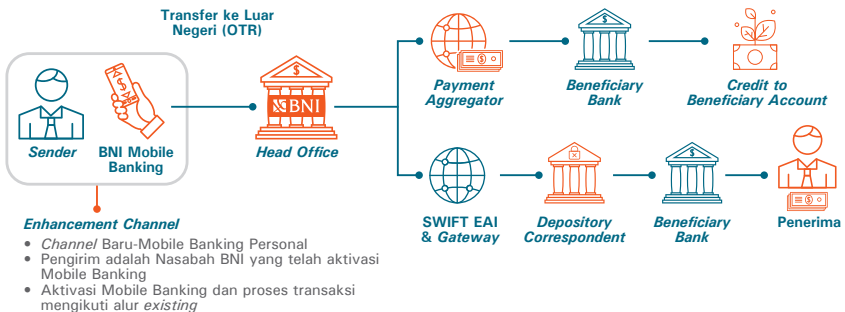 Transfer ke Luar
Negeri (OTR)
$
$
BNI
Sender
BNI Mobile
Banking
Head Office
$
Payment
Aggregator
Beneficiary
Bank
Credit to
Beneficiary Account
$
SWIFT EAI
& Gateway
Depository
Correspondent
Beneficiary
Bank
$
Penerima
Enhancement Channel
• Channel Baru-Mobile Banking Personal
• Pengirim adalah Nasabah BNI yang telah aktivasi
Mobile Banking
• Aktivasi Mobile Banking dan proses transaksi
mengikuti alur existing